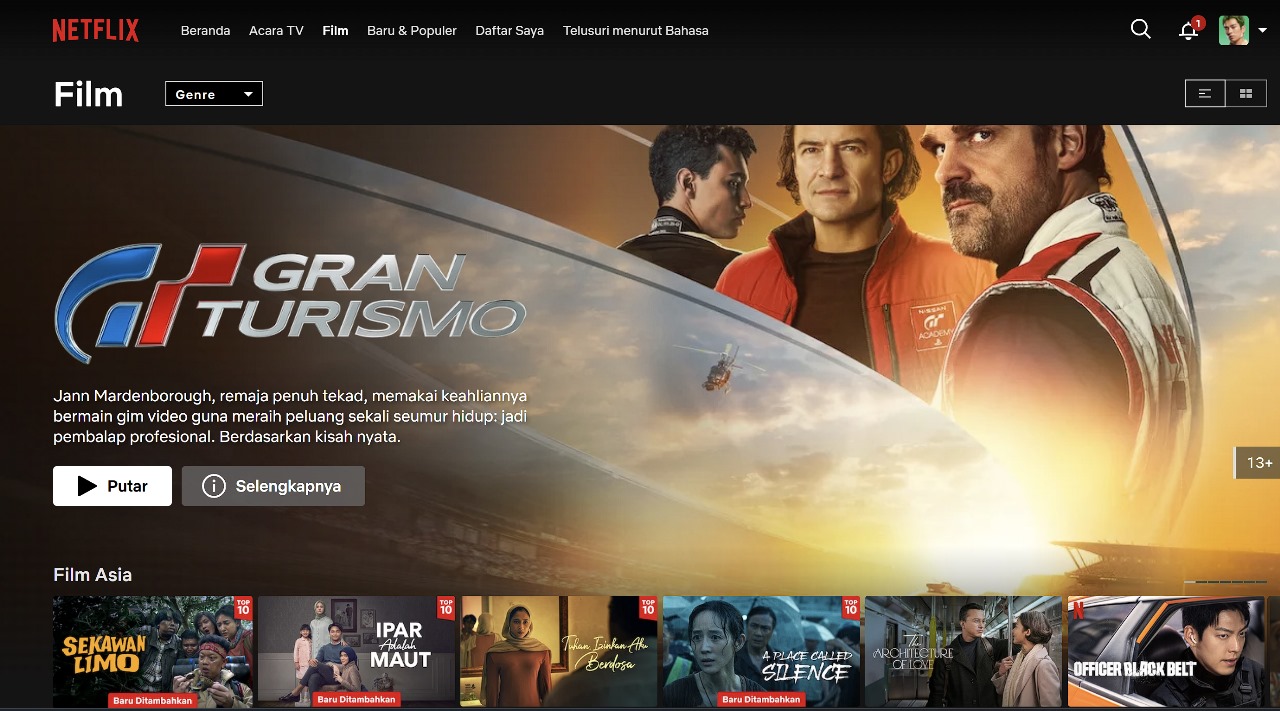 NETFLIX
Beranda
Acara TV
Film
Baru & Populer
Daftar Saya
Telusuri menurut Bahasa
1
Film
Genre
NISSAN
GT
ACADEMY
GRAN
TURISMO
Jann Mardenborough, remaja penuh tekad, memakai keahliannya
bermain gim video guna meraih peluang sekali seumur hidup: jadi
pembalap profesional. Berdasarkan kisah nyata.
Putar
Selengkapnya
13+
Film Asia
TOP
10
SEKAWAN
LIMO
Baru Ditambahkan
TOP
10
IPAR
Adalah
MAUT
Baru Ditambahkan
TOP
10
Tuhan Izinkan Aku
Berdosa
TOP
10
A PLACE CALLED
SILENCE
Baru Ditambahkan
The
ARCHITECTURE
OF LOVE
N
OFFICER BLACK BELT